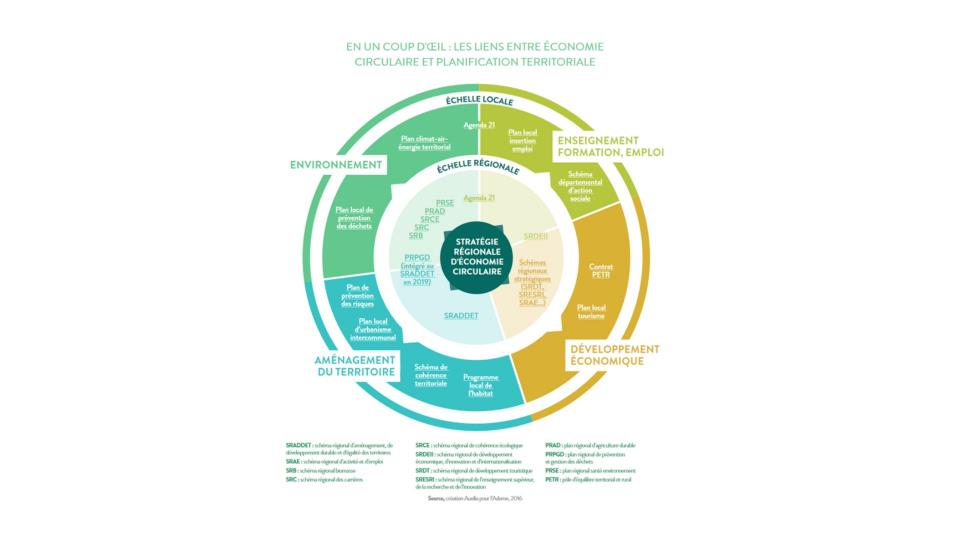 EN UN COUP D'ŒIL : LES LIENS ENTRE ÉCONOMIE
CIRCULAIRE ET PLANIFICATION TERRITORIALE
ÉCHELLE LOCALE
Agenda 21
Plan climat-air-
énergie territorial
Plan local
insertion
emploi
ENSEIGNEMENT
FORMATION, EMPLOI
ENVIRONNEMENT
ÉCHELLE RÉGIONALE
Schéma
départemental
d'action
sociale
Agenda 21
PRSE
PRAD
SRCE
SRC
SRB
Plan local de
prévention
des déchets
SRDEII
STRATÉGIE
RÉGIONALE
D'ÉCONOMIE
CIRCULAIRE
PRPGD
(intégré au
SRADDET
en 2019)
Schémas
régionaux
stratégiques
(SRDT,
SRESRI,
SRAE...)
Contrat
PETR
Plan de
prévention
des risques
Plan local
tourisme
SRADDET
Plan local
d'urbanisme
intercommunal
DÉVELOPPEMENT
ÉCONOMIQUE
AMÉNAGEMENT
DU TERRITOIRE
Schéma de
cohérence
territoriale
Programme
local de
l'habitat
SRADDET : schéma régional d'aménagement, de
développement durable et d'égalité des territoires
SRAE : schéma régional d'activité et d'emploi
SRB : schéma régional biomasse
SRC : schéma régional des carrières
SRCE : schéma régional de cohérence écologique
SRDEII : schéma régional de développement
économique, d'innovation et d'internationalisation
SRDT : schéma régional de développement touristique
SRESRI : schéma régional de l'enseignement supérieur,
de la recherche et de l'innovation
PRAD : plan régional d'agriculture durable
PRPGD : plan régional de prévention
et gestion des déchets
PRSE : plan régional santé environnement
PETR : pôle d'équilibre territorial et rural
Source, création Auxilia pour l'Ademe, 2016